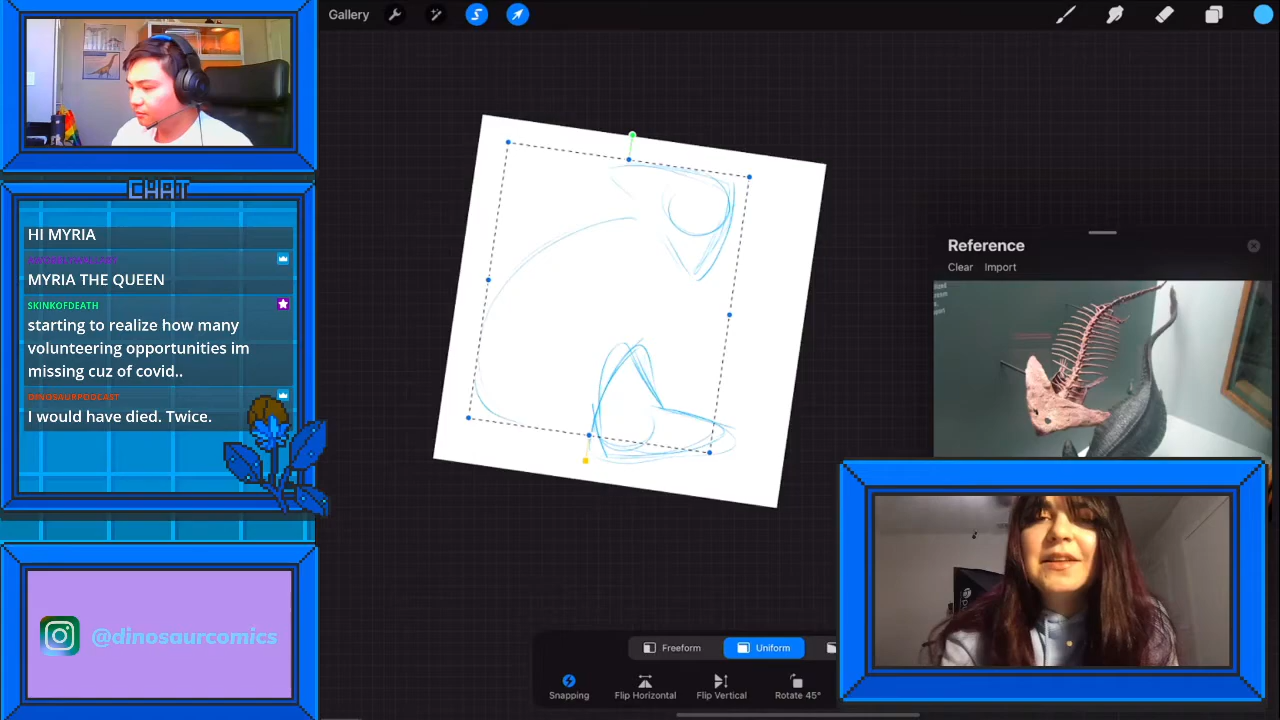 Gallery
CHAT
HI MYRIA
MYRIA THE QUEEN
SKINKOFDEATH
starting to realize how many
volunteering opportunities im
missing cuz of covid..
DINOSAURPODCAST
I would have died. Twice.
@dinosaurcomics
Reference
Clear
Import
Freeform
Uniform
Snapping
Flip Horizontal
Flip Vertical
Rotate 45°